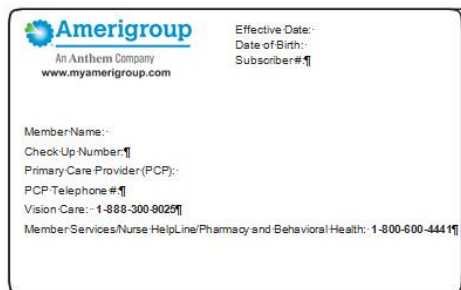 Amerigroup
An Anthem Company
www.myamerigroup.com
Effective Date:
Date of Birth:
Subscriber #:¶
Member Name:
Check Up Number:¶
Primary Care Provider (PCP):
PCP Telephone #:¶
Vision Care: 1-888-300-9025¶
Member Services/Nurse HelpLine/Pharmacy and Behavioral Health: 1-800-600-4441¶